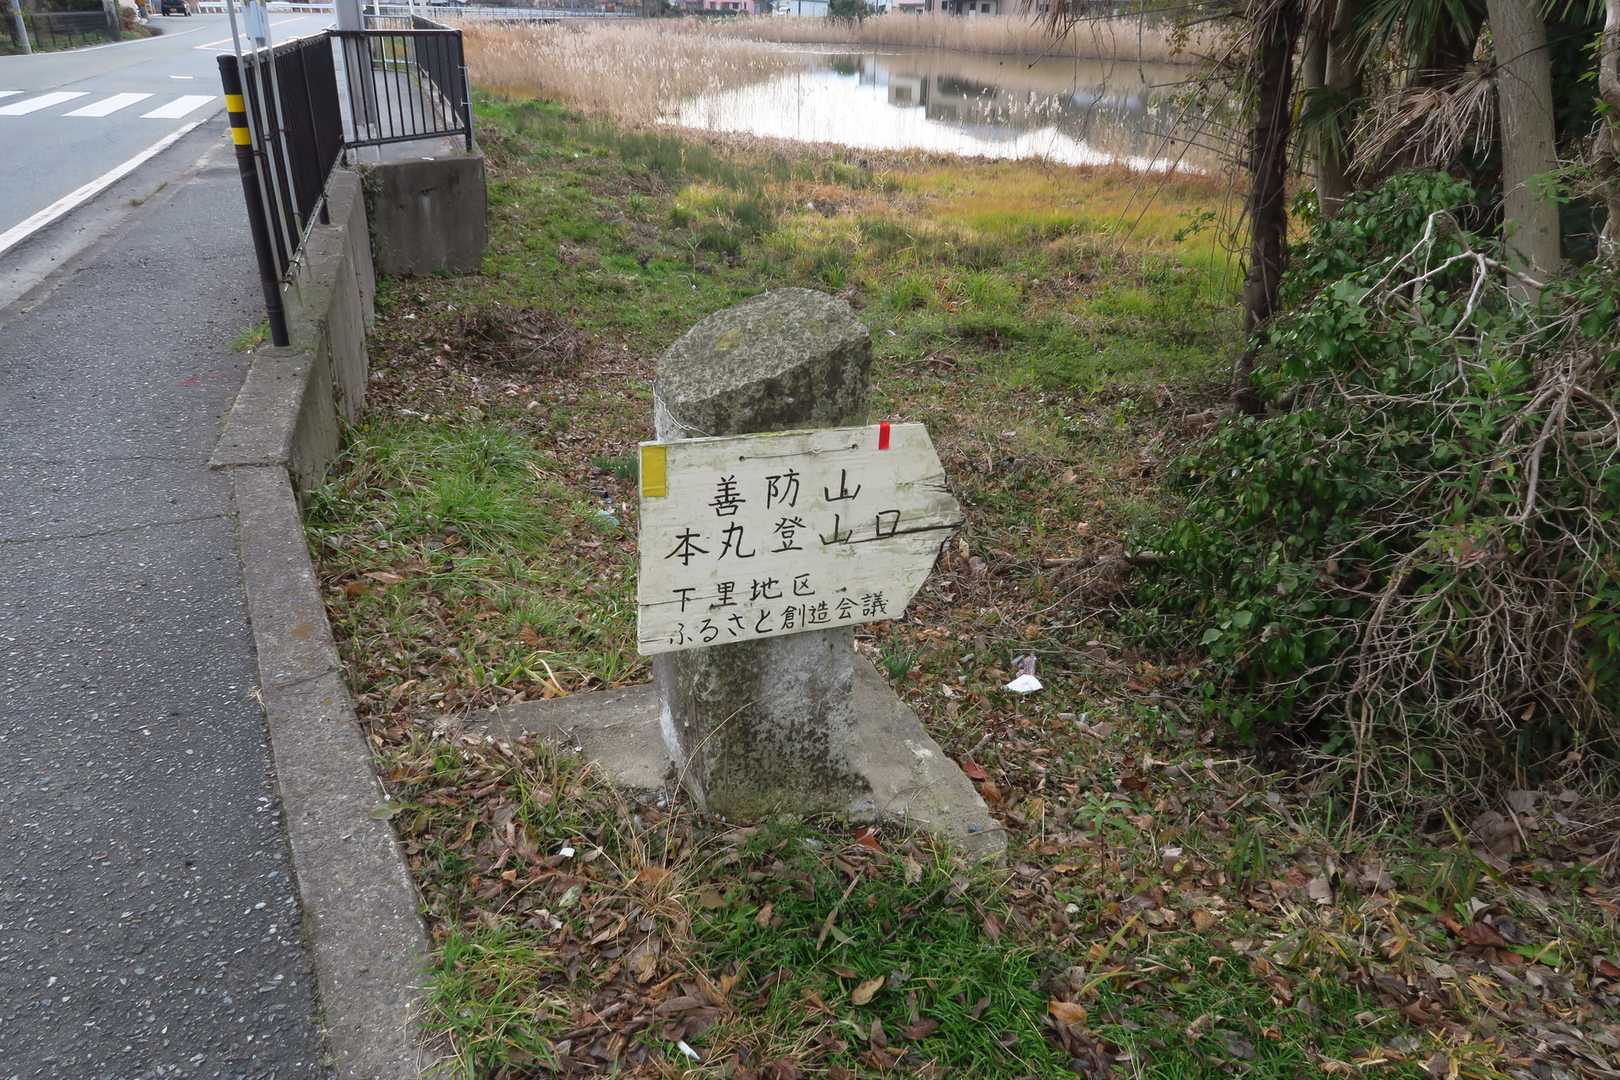 善防山
本丸登山口
下里地区
ふるさと創造会議